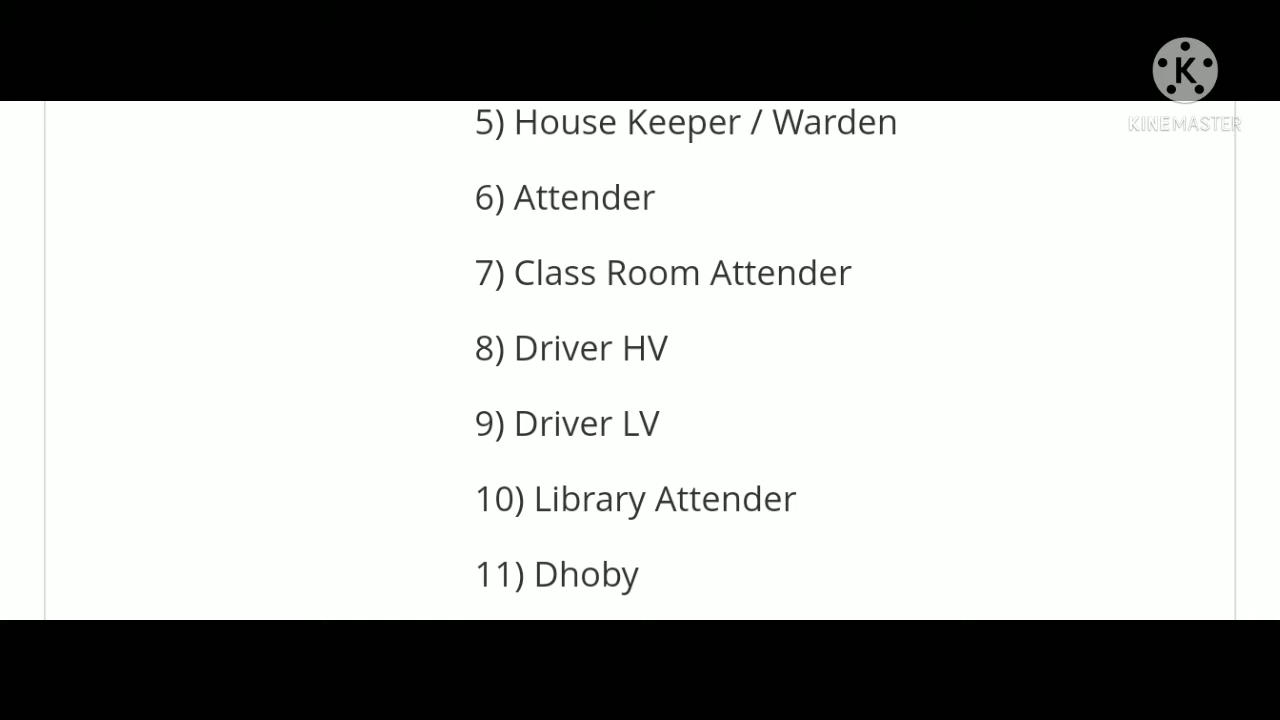 K
KINEMASTER
5) House Keeper / Warden
6) Attender
7) Class Room Attender
8) Driver HV
9) Driver LV
10) Library Attender
11) Dhoby